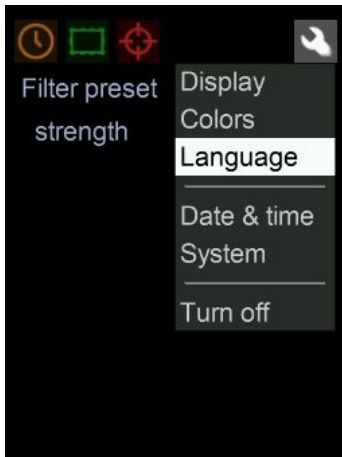 Filter preset
strength
Display
Colors
Language
Date & time
System
Turn off